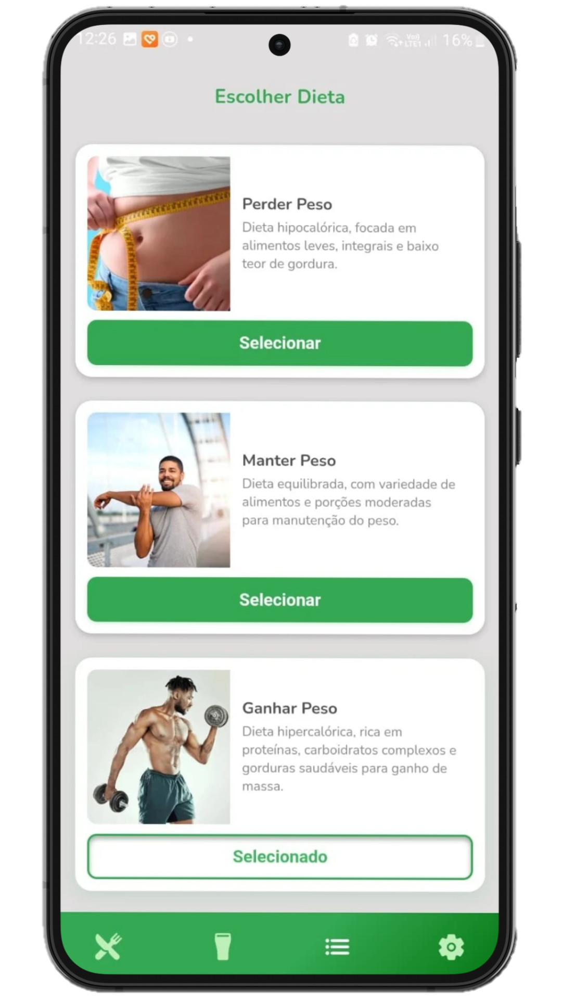 12:26
Vo))
LTE1
16%
Escolher Dieta
Perder Peso
Dieta hipocalórica, focada em
alimentos leves, integrais e baixo
teor de gordura.
Selecionar
Manter Peso
Dieta equilibrada, com variedade de
alimentos e porções moderadas
para manutenção do peso.
Selecionar
Ganhar Peso
Dieta hipercalórica, rica em
proteínas, carboidratos complexos e
gorduras saudáveis para ganho de
massa.
Selecionado